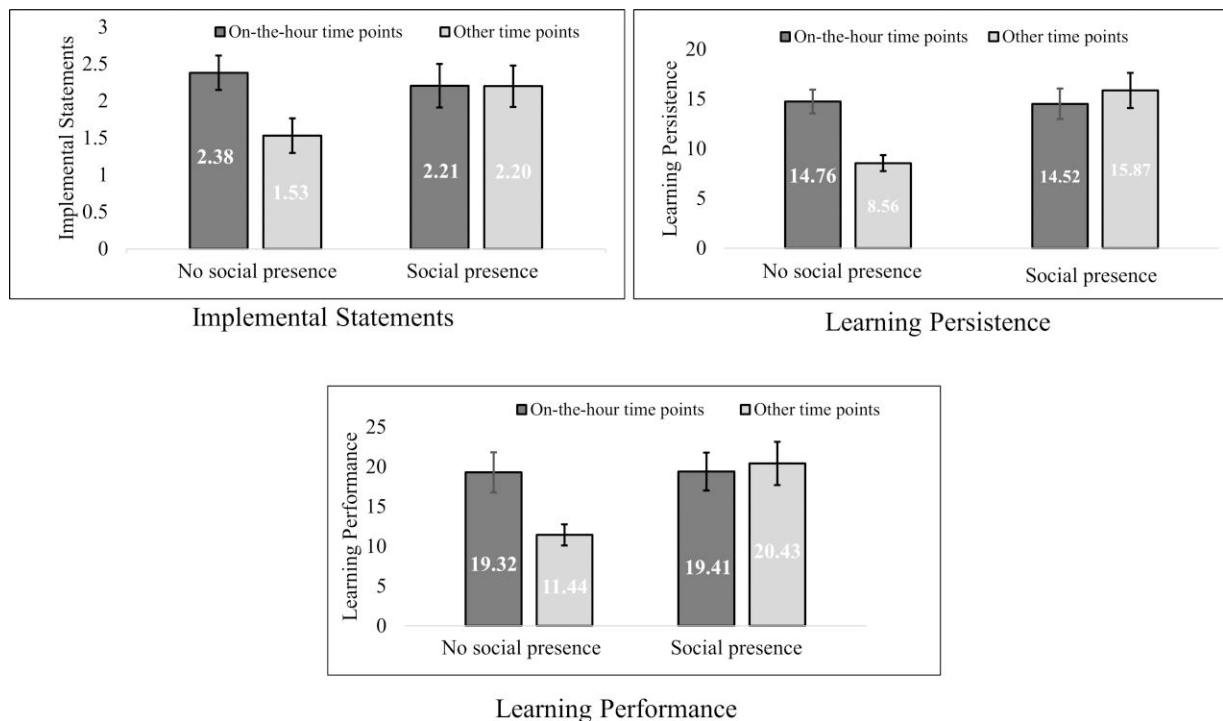 On-the-hour time points Other time points
Implemental Statements
3
2.5
2
1.5
1
0.5
0
2.38
1.53
2.21
2.20
No social presence Social presence
Implemental Statements
On-the-hour time points Other time points
Learning Persistence
20
15
10
5
0
14.76
8.56
14.52
15.87
No social presence Social presence
Learning Persistence
On-the-hour time points Other time points
Learning Performance
25
20
15
10
5
0
19.32
11.44
19.41
20.43
No social presence Social presence
Learning Performance